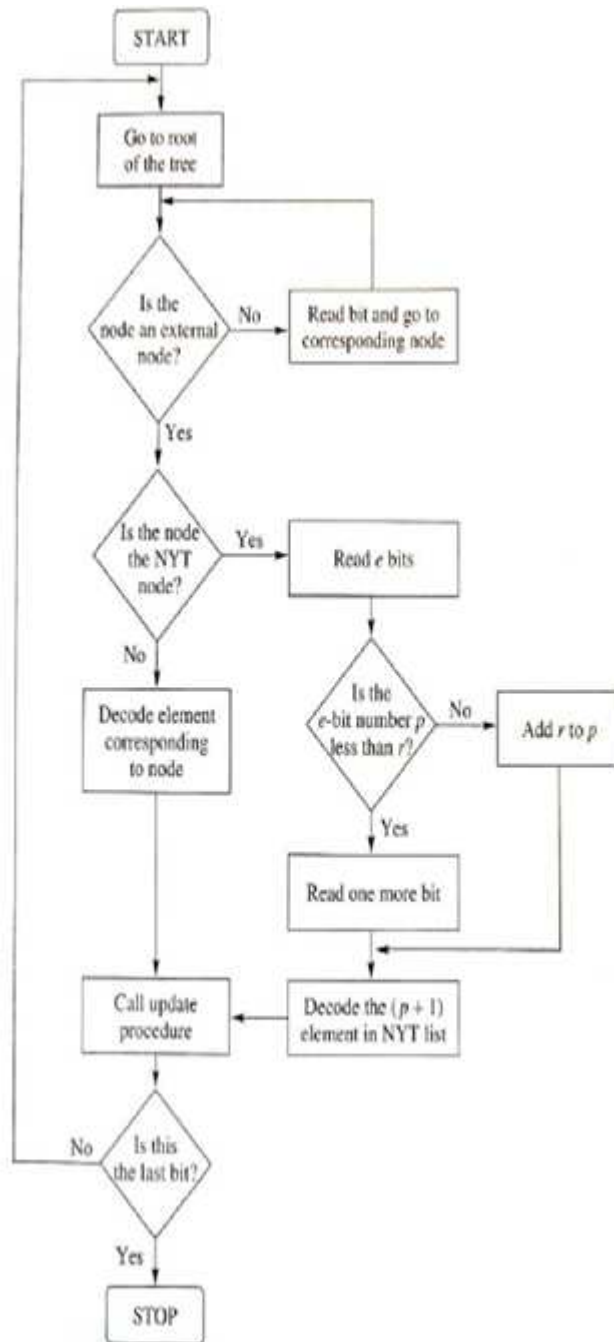 START
Go to root
of the tree
Is the
node an external
node?
No
Read bit and go to
corresponding node
Yes
Is the node
the NYT
node?
Yes
Read e bits
No
Is the
e-bit number p
less than r?
No
Add r to p
Decode element
corresponding
to node
Yes
Read one more bit
Call update
procedure
Decode the (p + 1)
element in NYT list
No
Is this
the last bit?
Yes
STOP